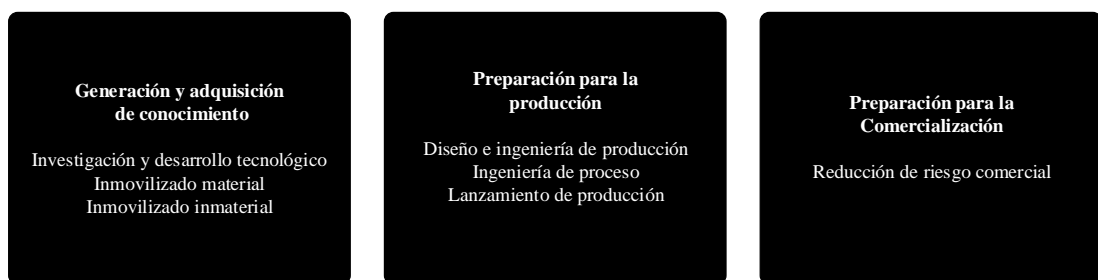 Generación y adquisición
de conocimiento
Investigación y desarrollo tecnológico
Inmovilizado material
Inmovilizado inmaterial
Preparación para la
producción
Diseño e ingeniería de producción
Ingeniería de proceso
Lanzamiento de producción
Preparación para la
Comercialización
Reducción de riesgo comercial